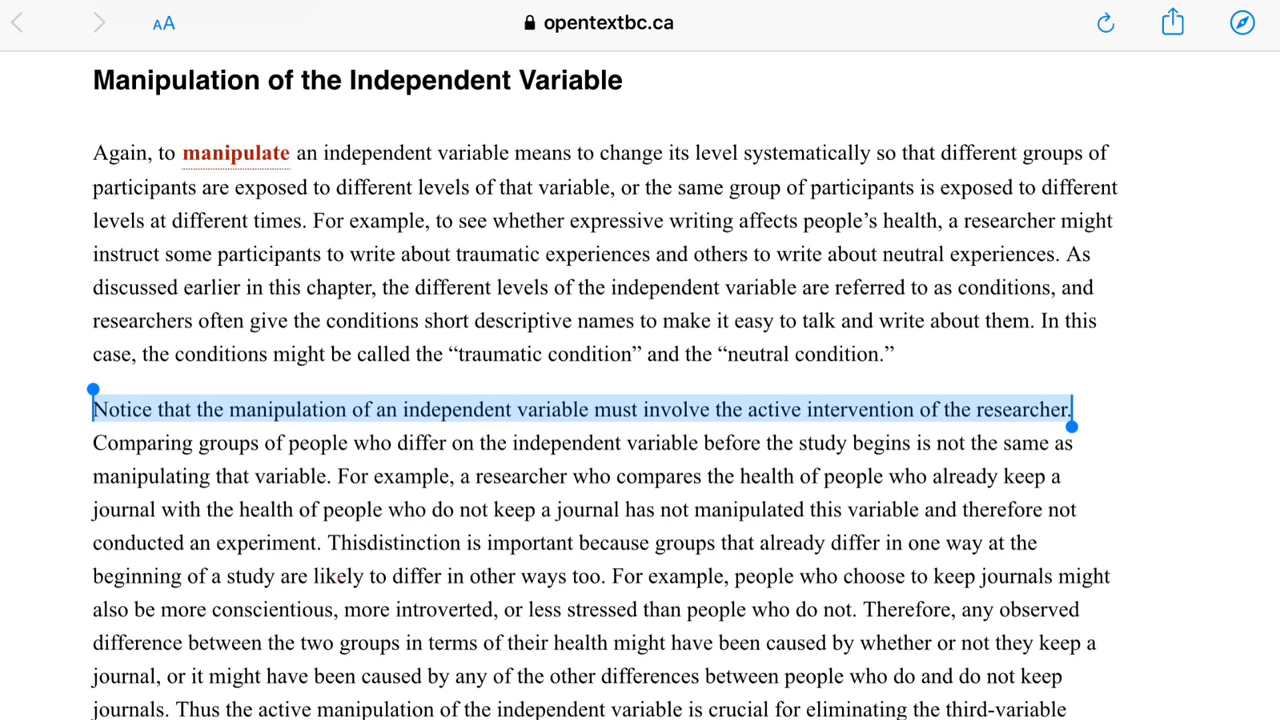 AA
opentextbc.ca
Manipulation of the Independent Variable
Again, to manipulate an independent variable means to change its level systematically so that different groups of
participants are exposed to different levels of that variable, or the same group of participants is exposed to different
levels at different times. For example, to see whether expressive writing affects people’s health, a researcher might
instruct some participants to write about traumatic experiences and others to write about neutral experiences. As
discussed earlier in this chapter, the different levels of the independent variable are referred to as conditions, and
researchers often give the conditions short descriptive names to make it easy to talk and write about them. In this
case, the conditions might be called the “traumatic condition” and the “neutral condition.”
Notice that the manipulation of an independent variable must involve the active intervention of the researcher.
Comparing groups of people who differ on the independent variable before the study begins is not the same as
manipulating that variable. For example, a researcher who compares the health of people who already keep a
journal with the health of people who do not keep a journal has not manipulated this variable and therefore not
conducted an experiment. Thisdistinction is important because groups that already differ in one way at the
beginning of a study are likely to differ in other ways too. For example, people who choose to keep journals might
also be more conscientious, more introverted, or less stressed than people who do not. Therefore, any observed
difference between the two groups in terms of their health might have been caused by whether or not they keep a
journal, or it might have been caused by any of the other differences between people who do and do not keep
journals. Thus the active manipulation of the independent variable is crucial for eliminating the third-variable